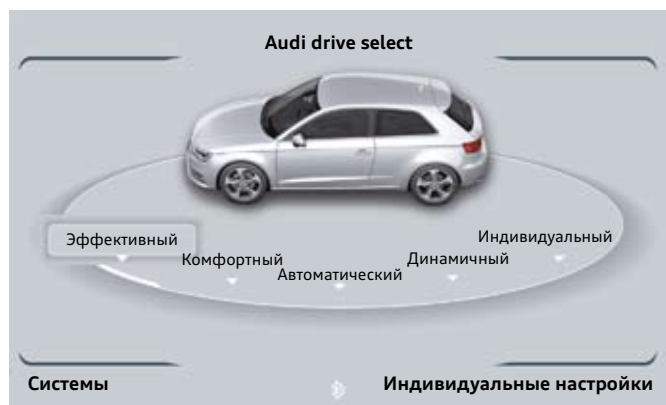 Audi drive select
Эффективный
Комфортный
Автоматический
Динамичный
Индивидуальный
Системы
Индивидуальные настройки